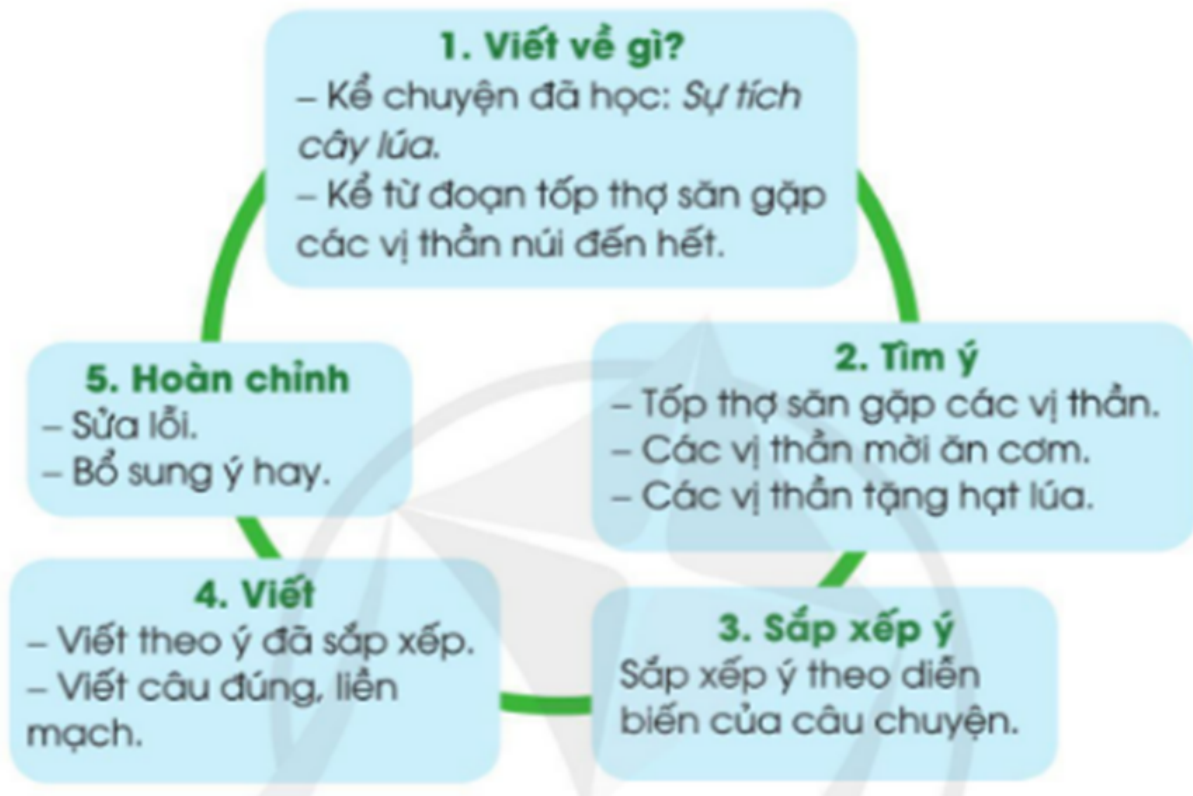 1. Viết về gì?
– Kể chuyện đã học: Sự tích
cây lúa.
– Kể từ đoạn tốp thợ săn gặp
các vị thần núi đến hết.
2. Tìm ý
– Tốp thợ săn gặp các vị thần.
– Các vị thần mời ăn cơm.
– Các vị thần tặng hạt lúa.
3. Sắp xếp ý
Sắp xếp ý theo diễn
biến của câu chuyện.
4. Viết
– Viết theo ý đã sắp xếp.
– Viết câu đúng, liền
mạch.
5. Hoàn chỉnh
– Sửa lỗi.
– Bổ sung ý hay.